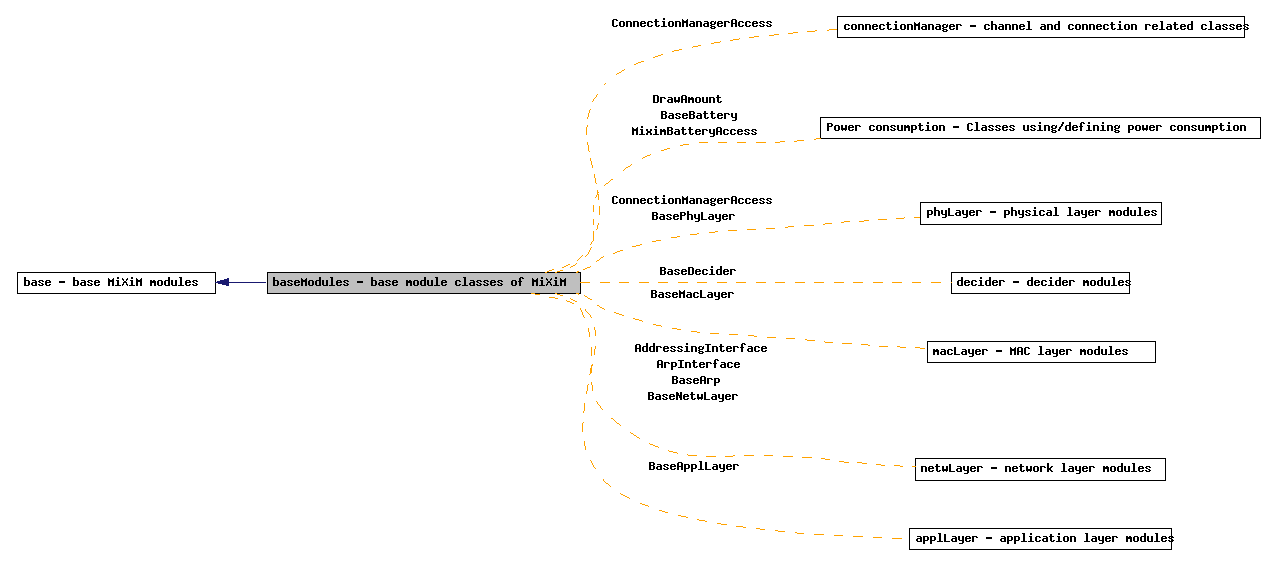 ConnectionManagerAccess
connectionManager - channel and connection related classes
DrawAmount
BaseBattery
MiximBatteryAccess
Power consumption - Classes using/defining power consumption
ConnectionManagerAccess
BasePhyLayer
phyLayer - physical layer modules
base - base MiXiM modules
baseModules - base module classes of MiXiM
BaseDecider
decider - decider modules
BaseMacLayer
macLayer - MAC layer modules
AddressingInterface
ArpInterface
BaseArp
BaseNetwLayer
netwLayer - network layer modules
BaseApplLayer
applLayer - application layer modules